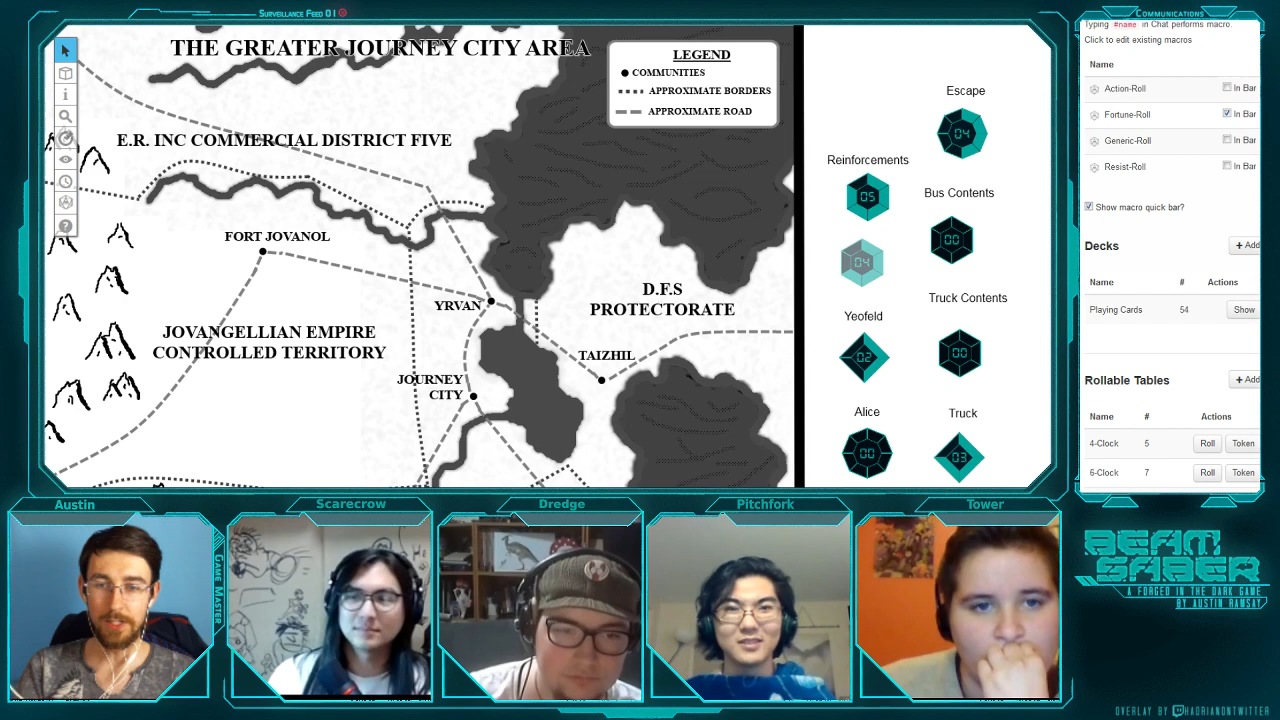 SURVEILLANCE FEED 01
COMMUNICATIONS
THE GREATER JOURNEY CITY AREA
LEGEND
COMMUNITIES
APPROXIMATE BORDERS
APPROXIMATE ROAD
E.R. INC COMMERCIAL DISTRICT FIVE
FORT JOVANOL
YRVAN
D.F.S
PROTECTORATE
JOVANGELLIAN EMPIRE
CONTROLLED TERRITORY
TAIZHIL
JOURNEY
CITY
Escape
04
Reinforcements
05
Bus Contents
00
04
Truck Contents
Yeofeld
02
00
Alice
Truck
00
03
Typing #name in Chat performs macro.
Click to edit existing macros
Name
Action-Roll In Bar
Fortune-Roll In Bar
Generic-Roll In Bar
Resist-Roll In Bar
Show macro quick bar?
Decks + Add
Name # Actions
Playing Cards 54 Show
Rollable Tables + Add
Name # Actions
4-Clock 5 Roll Token
6-Clock 7 Roll Token
Austin
Scarecrow
Dredge
Pitchfork
Tower
GAME MASTER
BEAM
SABER
A FORGED IN THE DARK GAME
BY AUSTIN RAMSAY
OVERLAY BY HADRIANONTWITTER